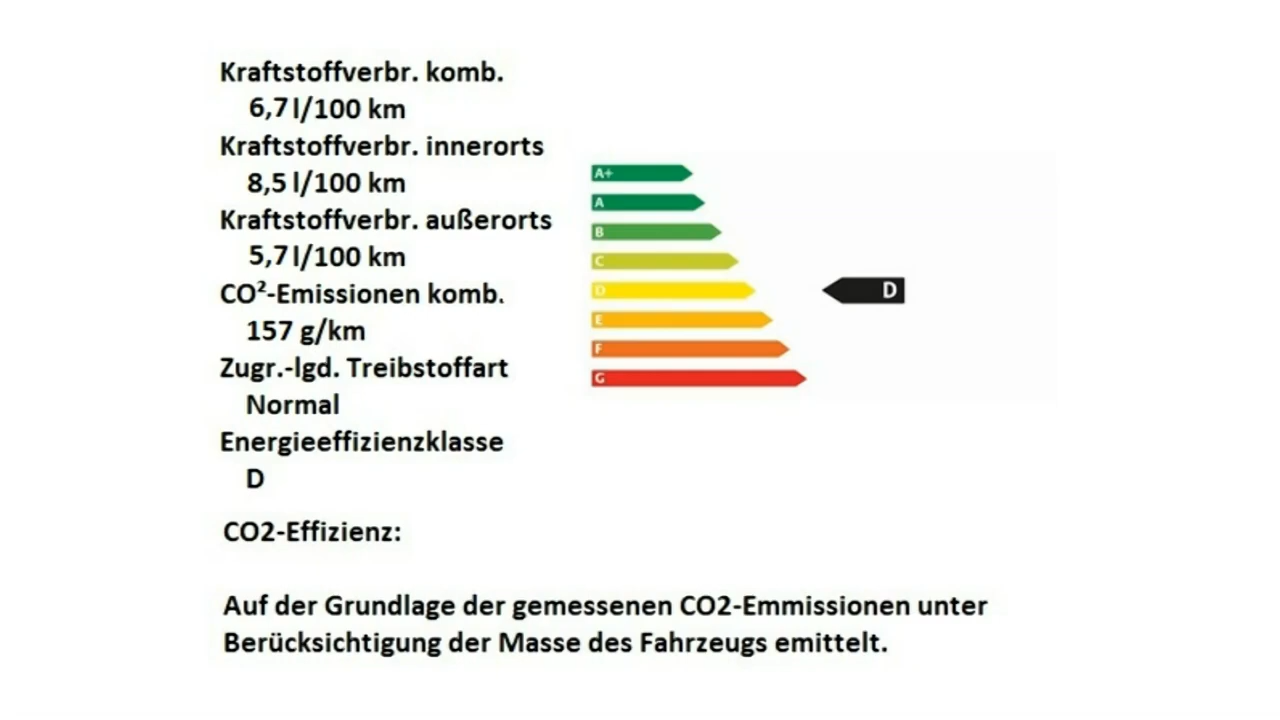 Kraftstoffverbr. komb.
6,7 l/100 km
Kraftstoffverbr. innerorts
8,5 l/100 km
Kraftstoffverbr. außerorts
5,7 l/100 km
CO²-Emissionen komb.
157 g/km
Zugr.-lgd. Treibstoffart
Normal
Energieeffizienzklasse
D
A+
A
B
C
D
D
E
F
G
CO2-Effizienz:
Auf der Grundlage der gemessenen CO2-Emmissionen unter
Berücksichtigung der Masse des Fahrzeugs emittelt.